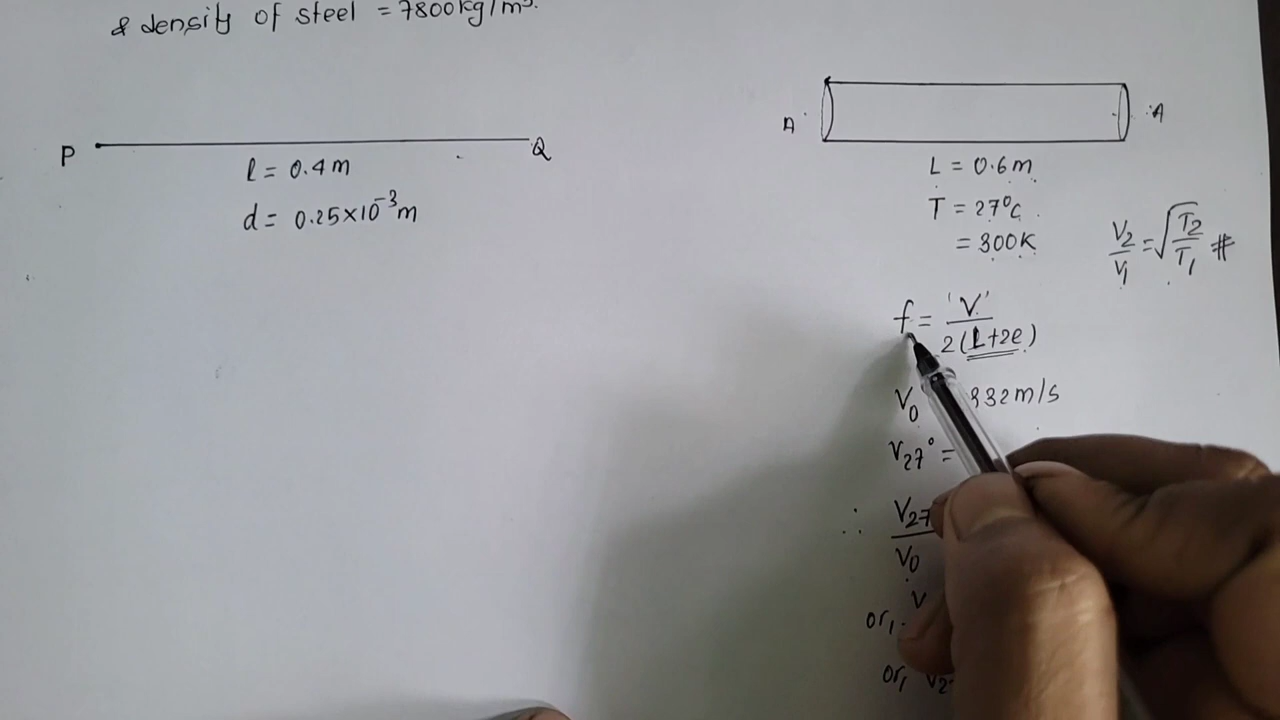 & density of steel = 7800kg/m³.
P
Q
l = 0.4m
d = 0.25×10⁻³m
A
A
L = 0.6m
T = 27°C
= 300K
V₂/V₁ = √T₂/T₁ #
f = 'V'/2(L+2e)
V₀ 332m/s
V₂₇° =
∴ V₂₇/V₀
or, V
or, V₂